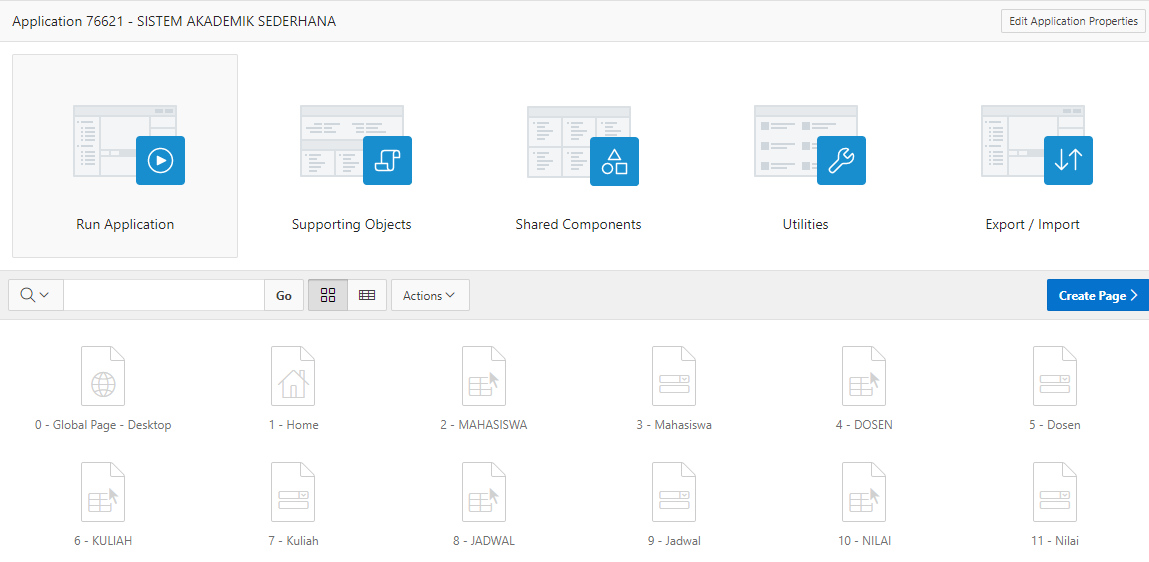 Application 76621 - SISTEM AKADEMIK SEDERHANA
Edit Application Properties
Run Application
Supporting Objects
Shared Components
Utilities
Export / Import
Go
Actions
Create Page
0 - Global Page - Desktop
1 - Home
2 - MAHASISWA
3 - Mahasiswa
4 - DOSEN
5 - Dosen
6 - KULIAH
7 - Kuliah
8 - JADWAL
9 - Jadwal
10 - NILAI
11 - Nilai